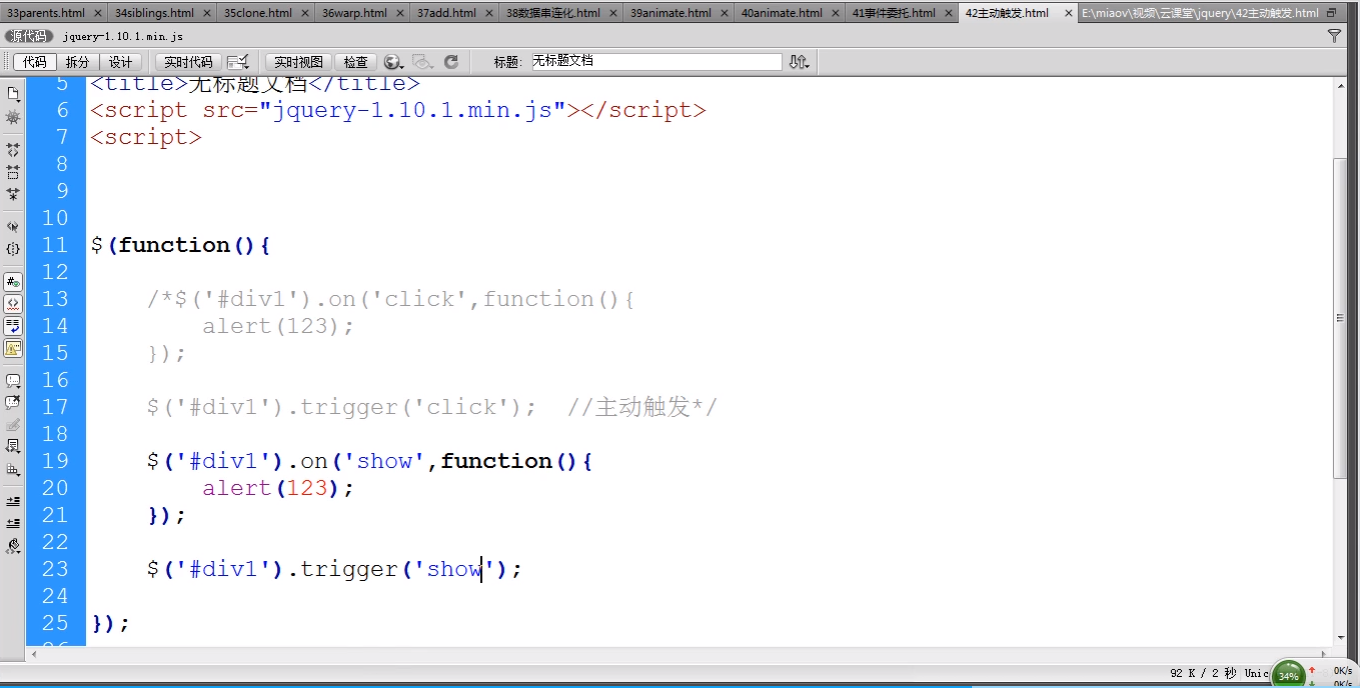 33parents.html × 34siblings.html × 35clone.html × 36warp.html × 37add.html × 38数据串连化.html × 39animate.html × 40animate.html × 41事件委托.html × 42主动触发.html × E:\miaov\视频\云课堂\jquery\42主动触发.html
源代码 jquery-1.10.1.min.js
代码 拆分 设计 实时代码 实时视图 检查 标题: 无标题文档
5 <title>无标题文档</title>
6 <script src="jquery-1.10.1.min.js"></script>
7 <script>
8
9
10
11 $(function(){
12
13 /*$('#div1').on('click',function(){
14 alert(123);
15 });
16
17 $('#div1').trigger('click'); //主动触发*/
18
19 $('#div1').on('show',function(){
20 alert(123);
21 });
22
23 $('#div1').trigger('show');
24
25 });
26
92 K / 2 秒 Unic 34% 0K/s
0K/s